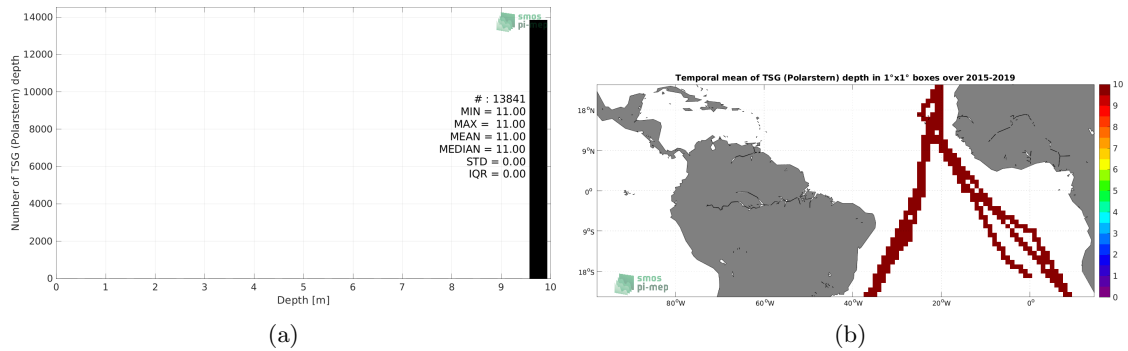 14000
12000
10000
8000
6000
4000
2000
0
Number of TSG (Polarstern) depth
smos
pi-mep
# : 13841
MIN = 11.00
MAX = 11.00
MEAN = 11.00
MEDIAN = 11.00
STD = 0.00
IQR = 0.00
0 1 2 3 4 5 6 7 8 9 10
Depth [m]
(a)
Temporal mean of TSG (Polarstern) depth in 1°x1° boxes over 2015-2019
18°N
9°N
0°
9°S
18°S
smos
pi-mep
80°W 60°W 40°W 20°W 0°
10
9
8
7
6
5
4
3
2
1
0
(b)